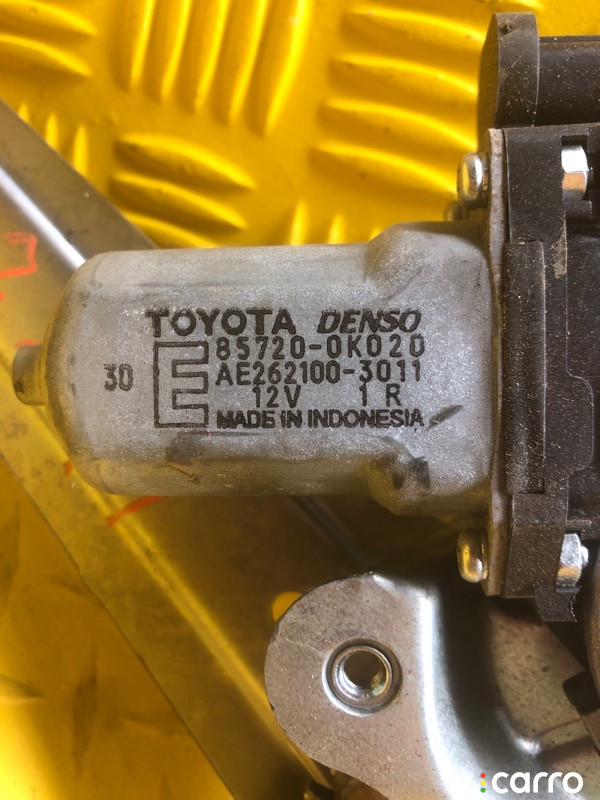 TOYOTA DENSO
85720-0K020
30 E AE262100-3011
12V 1 R
MADE IN INDONESIA
carro